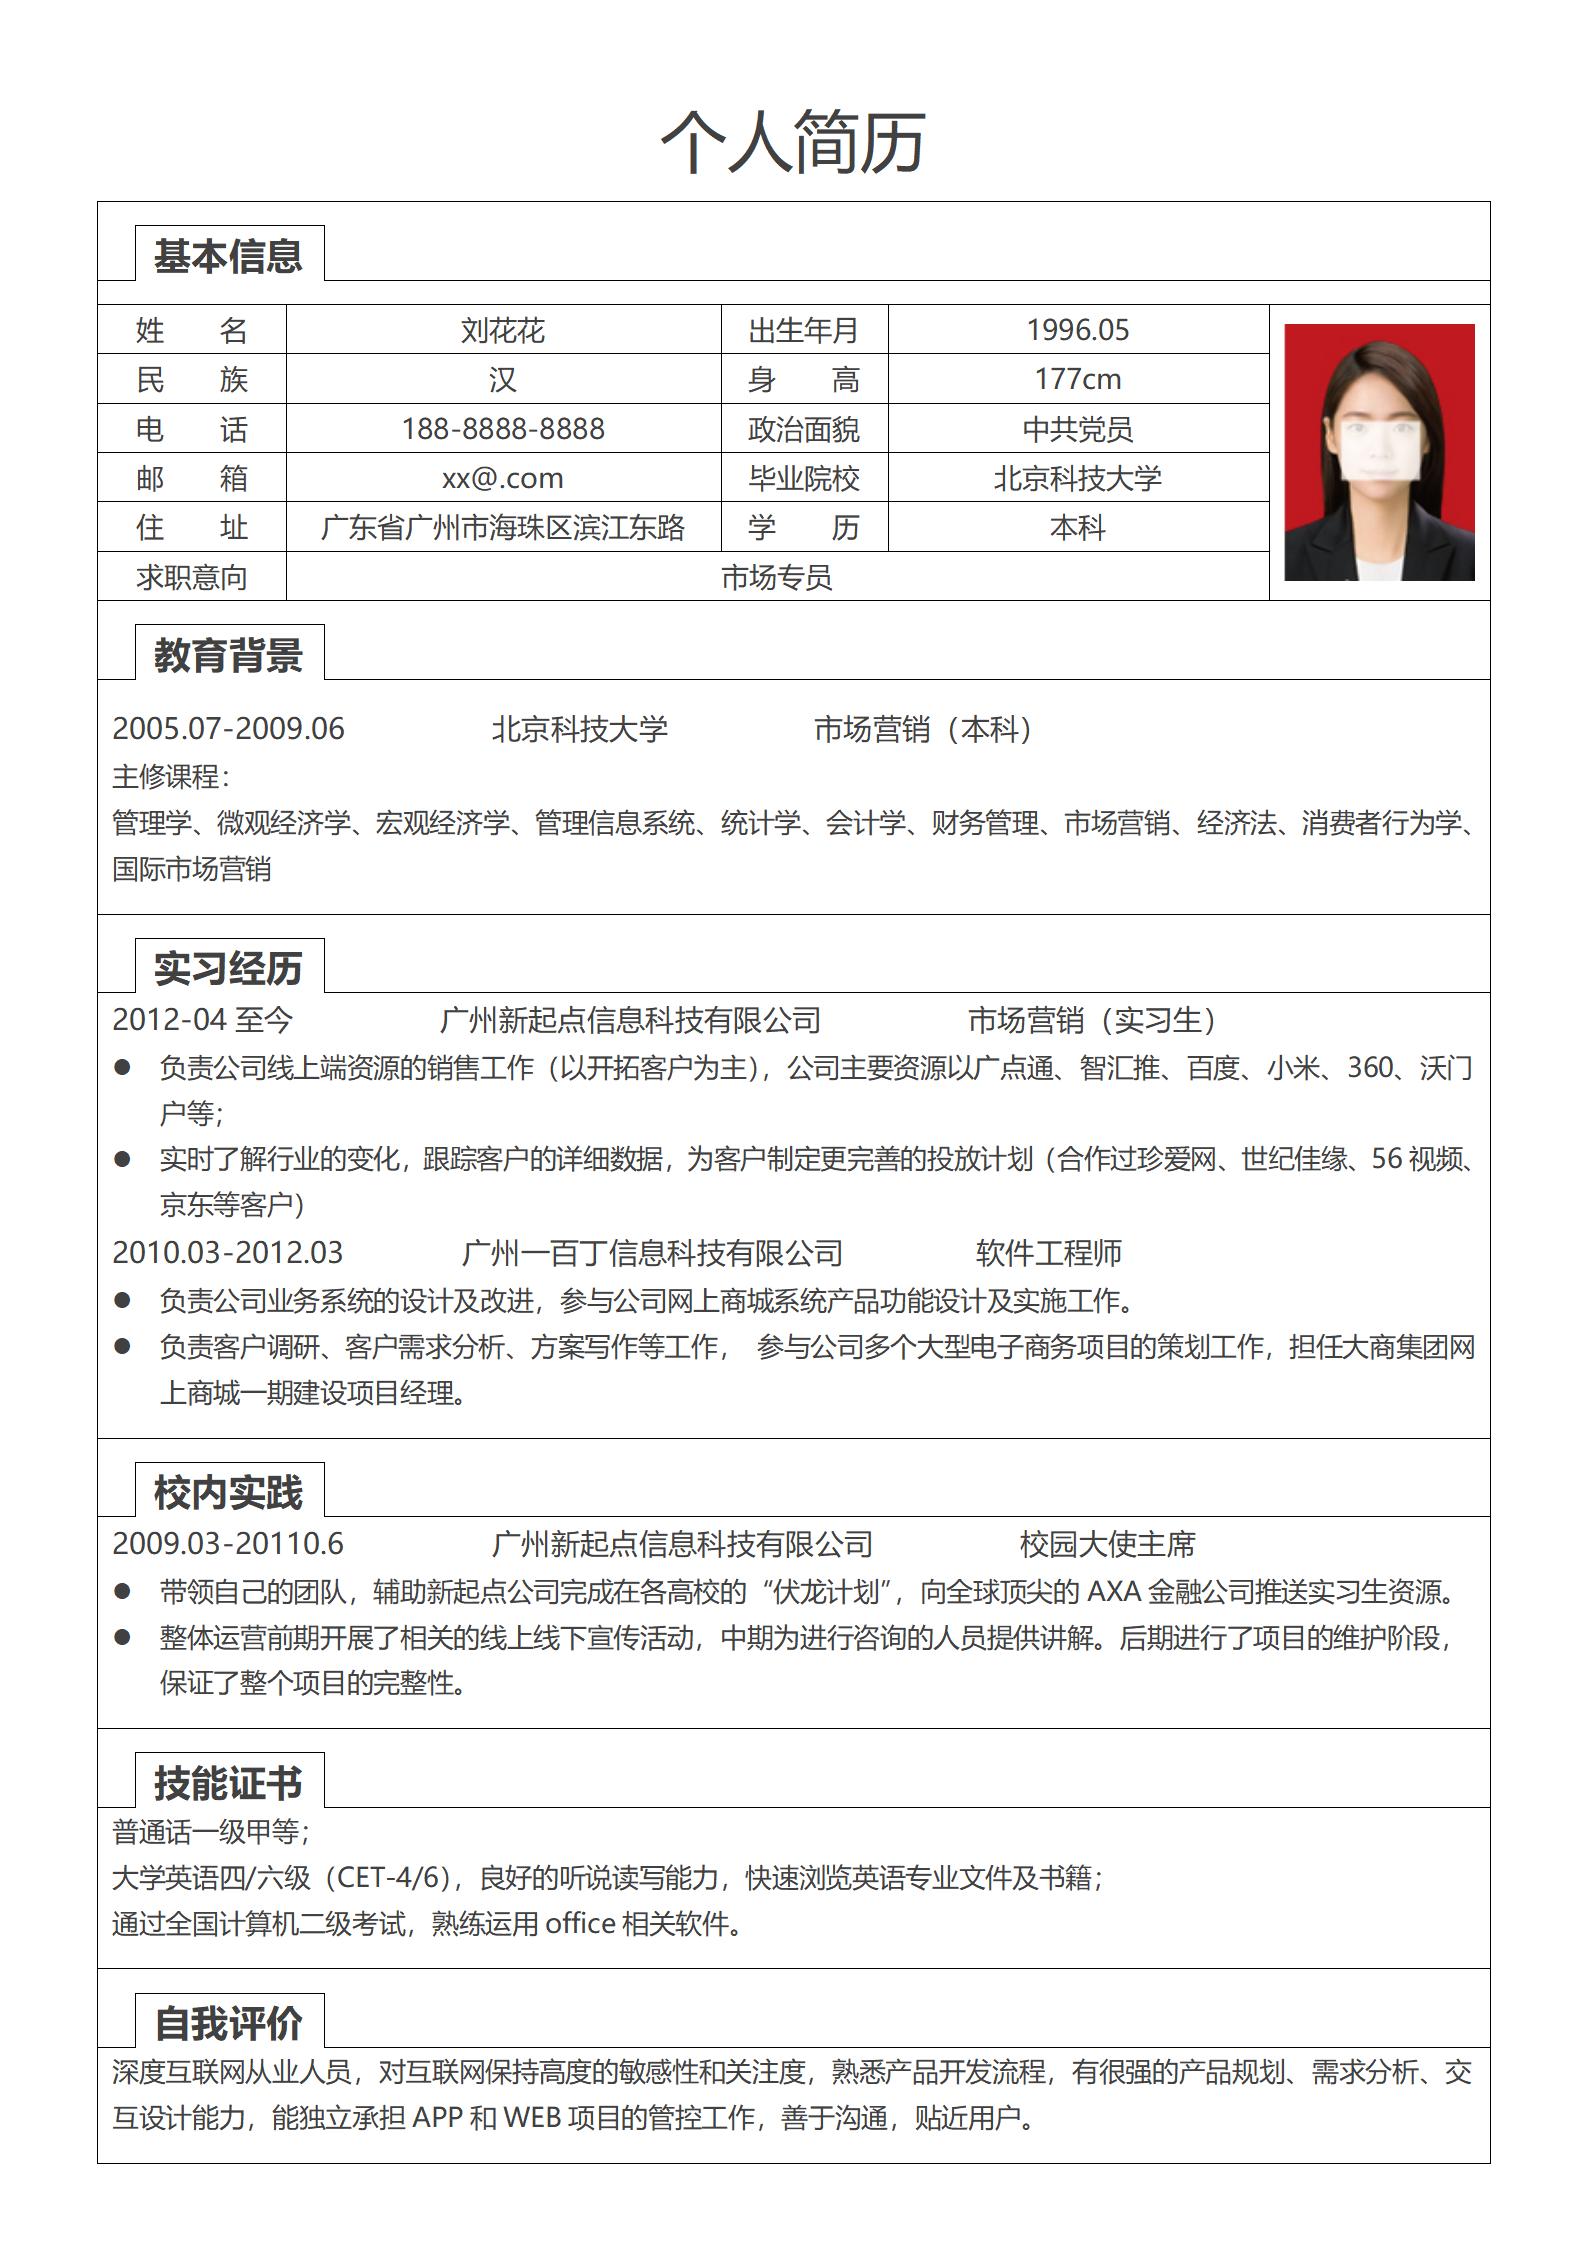 个人简历
基本信息
姓 名 刘花花 出生年月 1996.05
民 族 汉 身 高 177cm
电 话 188-8888-8888 政治面貌 中共党员
邮 箱 xx@.com 毕业院校 北京科技大学
住 址 广东省广州市海珠区滨江东路 学 历 本科
求职意向 市场专员
教育背景
2005.07-2009.06 北京科技大学 市场营销（本科）
主修课程：
管理学、微观经济学、宏观经济学、管理信息系统、统计学、会计学、财务管理、市场营销、经济法、消费者行为学、
国际市场营销
实习经历
2012-04 至今 广州新起点信息科技有限公司 市场营销（实习生）
● 负责公司线上端资源的销售工作（以开拓客户为主），公司主要资源以广点通、智汇推、百度、小米、360、沃门
户等；
● 实时了解行业的变化，跟踪客户的详细数据，为客户制定更完善的投放计划（合作过珍爱网、世纪佳缘、56 视频、
京东等客户）
2010.03-2012.03 广州一百丁信息科技有限公司 软件工程师
● 负责公司业务系统的设计及改进，参与公司网上商城系统产品功能设计及实施工作。
● 负责客户调研、客户需求分析、方案写作等工作， 参与公司多个大型电子商务项目的策划工作，担任大商集团网
上商城一期建设项目经理。
校内实践
2009.03-20110.6 广州新起点信息科技有限公司 校园大使主席
● 带领自己的团队，辅助新起点公司完成在各高校的“伏龙计划”，向全球顶尖的 AXA 金融公司推送实习生资源。
● 整体运营前期开展了相关的线上线下宣传活动，中期为进行咨询的人员提供讲解。后期进行了项目的维护阶段，
保证了整个项目的完整性。
技能证书
普通话一级甲等；
大学英语四/六级（CET-4/6），良好的听说读写能力，快速浏览英语专业文件及书籍；
通过全国计算机二级考试，熟练运用 office 相关软件。
自我评价
深度互联网从业人员，对互联网保持高度的敏感性和关注度，熟悉产品开发流程，有很强的产品规划、需求分析、交
互设计能力，能独立承担 APP 和 WEB 项目的管控工作，善于沟通，贴近用户。